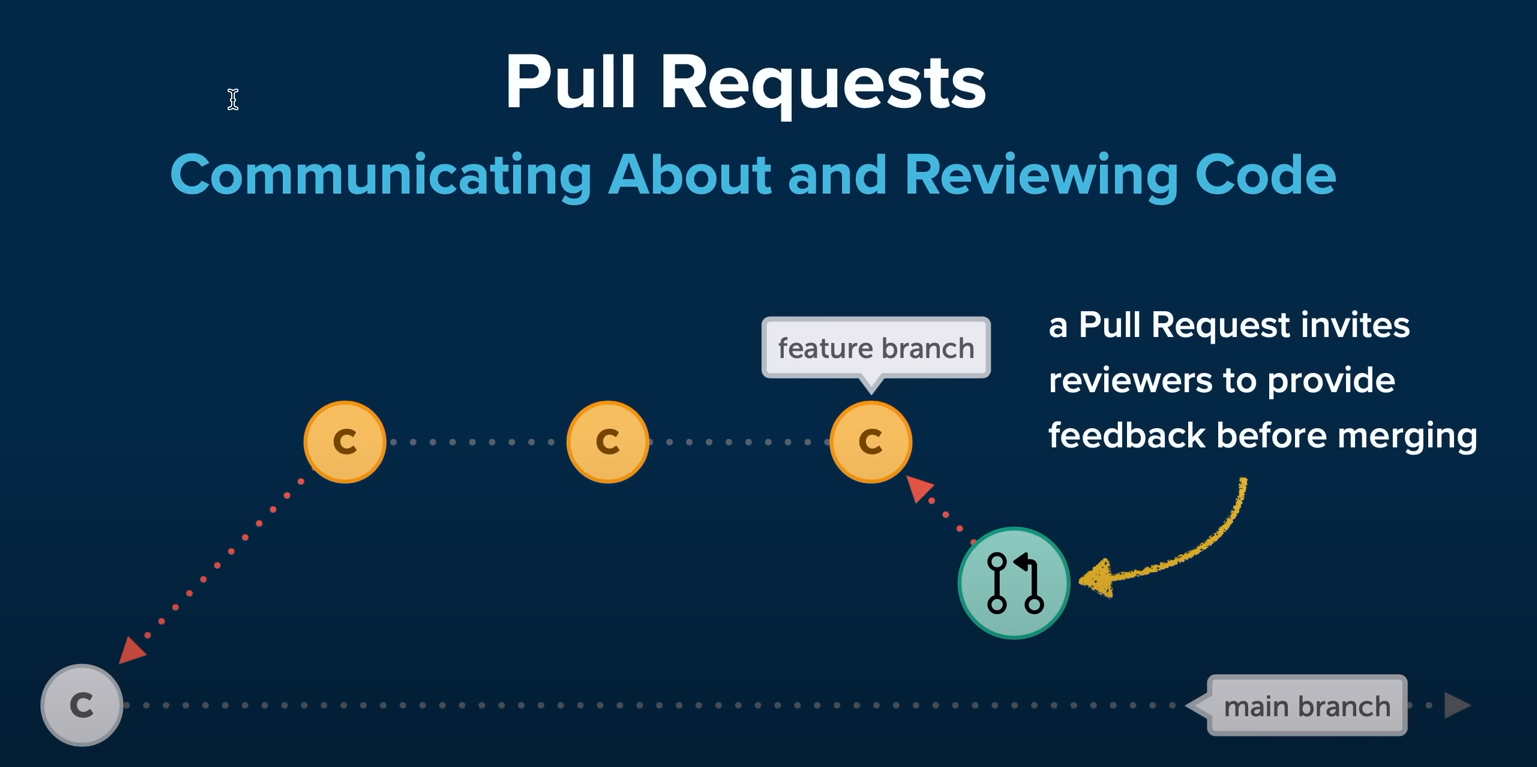 Pull Requests
Communicating About and Reviewing Code
feature branch
a Pull Request invites
reviewers to provide
feedback before merging
C
C
C
C
main branch